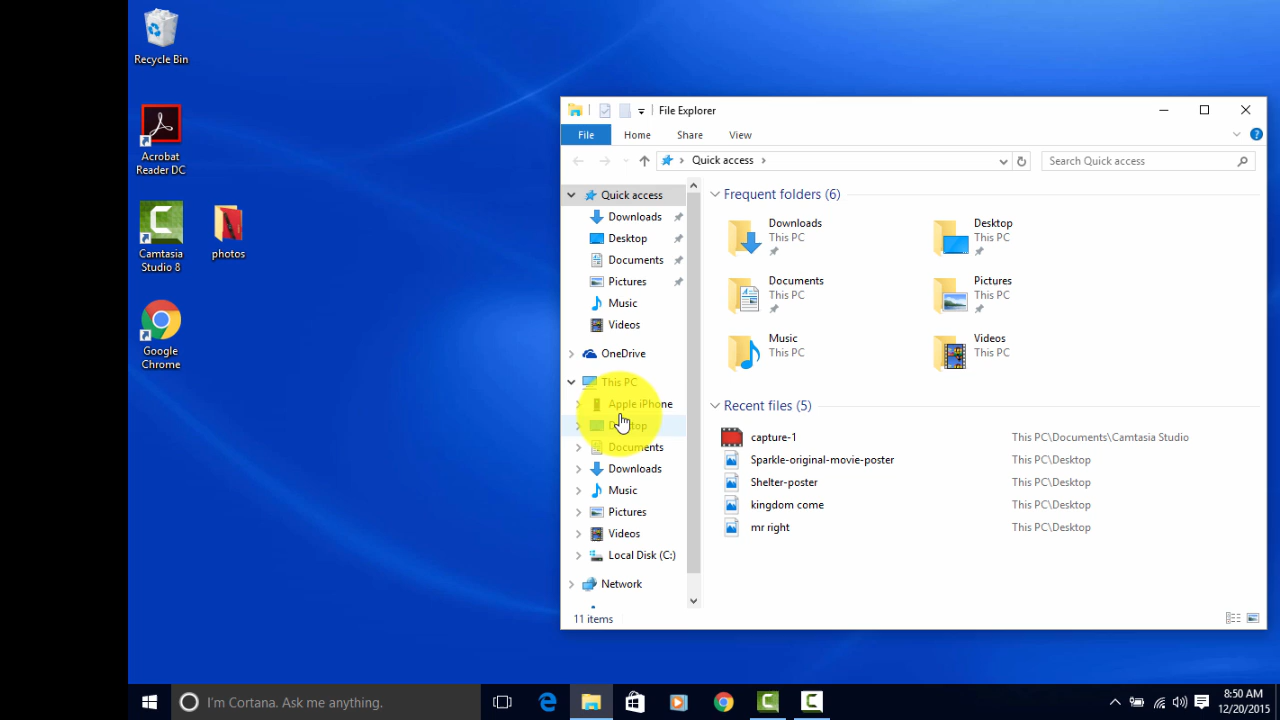 Recycle Bin
Acrobat
Reader DC
Camtasia
Studio 8
photos
Google
Chrome
File Explorer
File
Home
Share
View
Quick access
Search Quick access
Quick access
Downloads
Desktop
Documents
Pictures
Music
Videos
OneDrive
This PC
Apple iPhone
Desktop
Documents
Downloads
Music
Pictures
Videos
Local Disk (C:)
Network
Frequent folders (6)
Downloads
This PC
Desktop
This PC
Documents
This PC
Pictures
This PC
Music
This PC
Videos
This PC
Recent files (5)
capture-1 This PC\Documents\Camtasia Studio
Sparkle-original-movie-poster This PC\Desktop
Shelter-poster This PC\Desktop
kingdom come This PC\Desktop
mr right This PC\Desktop
11 items
I'm Cortana. Ask me anything.
8:50 AM
12/20/2015